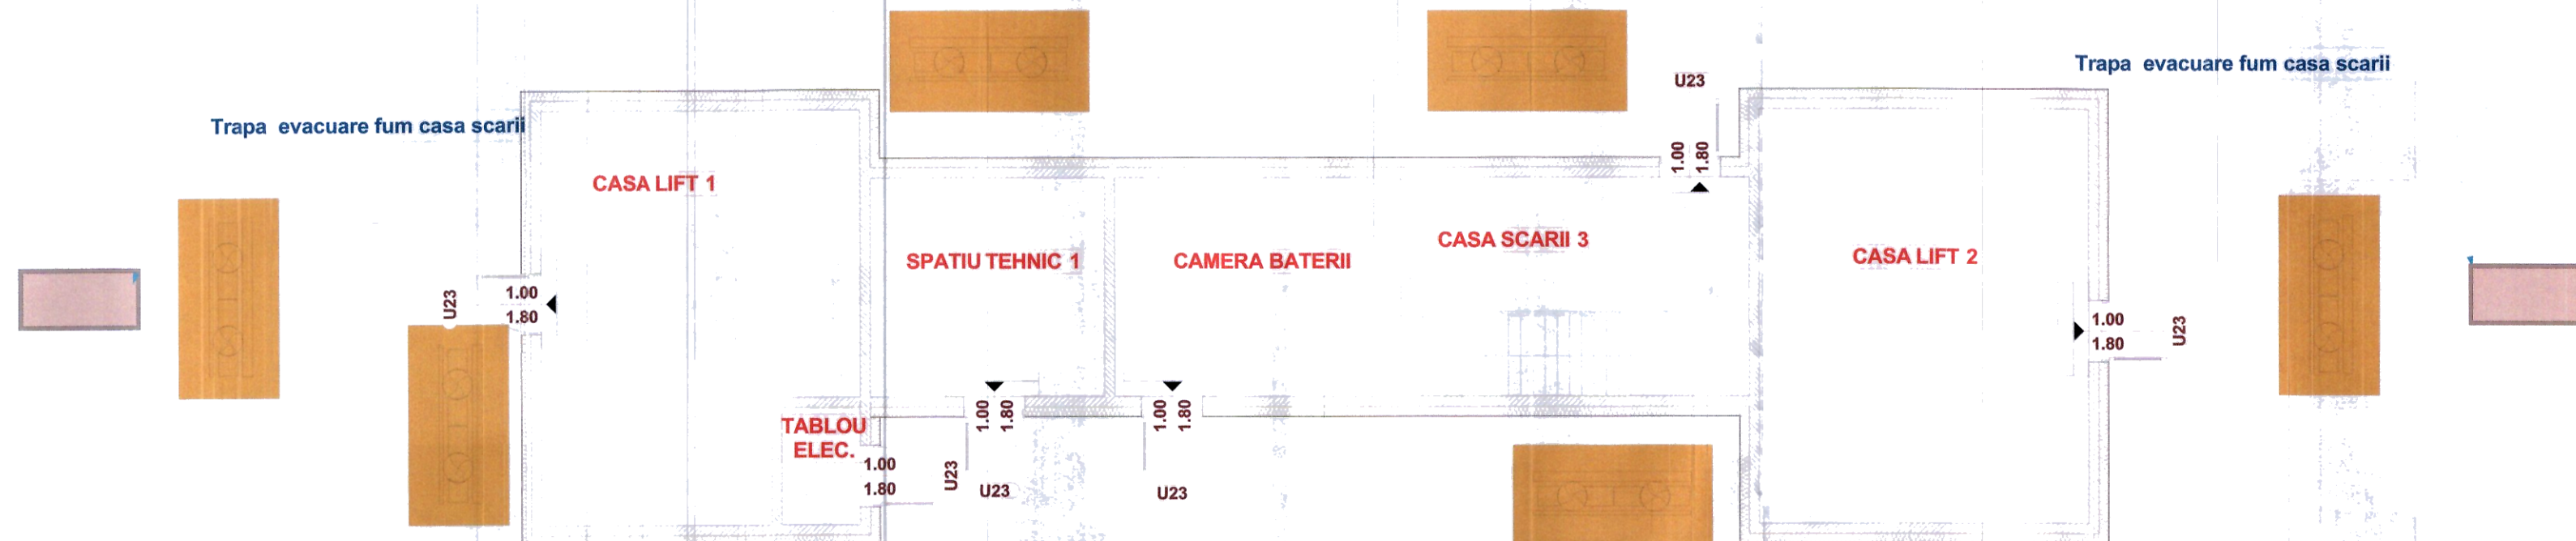 Trapa evacuare fum casa scarii
U23
Trapa evacuare fum casa scarii
1.00
1.80
CASA LIFT 1
CASA SCARII 3
SPATIU TEHNIC 1
CAMERA BATERII
CASA LIFT 2
U23
1.00
1.80
1.00
1.80
U23
1.00
1.80
1.00
1.80
TABLOU
ELEC.
1.00
1.80
U23
U23
U23